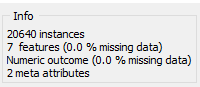 Info
20640 instances
7 features (0.0 % missing data)
Numeric outcome (0.0 % missing data)
2 meta attributes